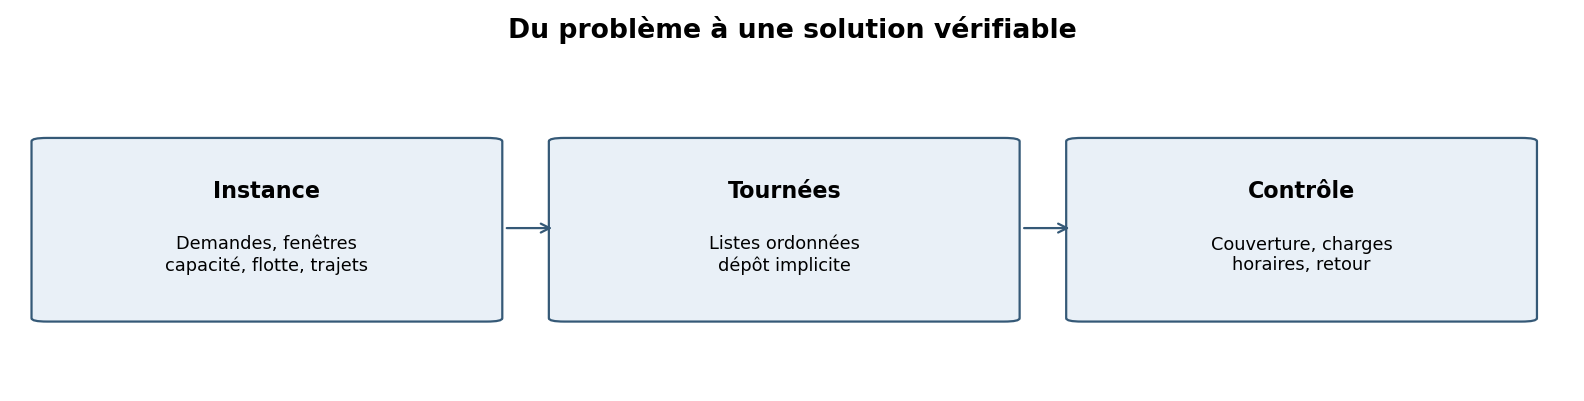 Du problème à une solution vérifiable
Instance
Demandes, fenêtres
capacité, flotte, trajets
Tournées
Listes ordonnées
dépôt implicite
Contrôle
Couverture, charges
horaires, retour